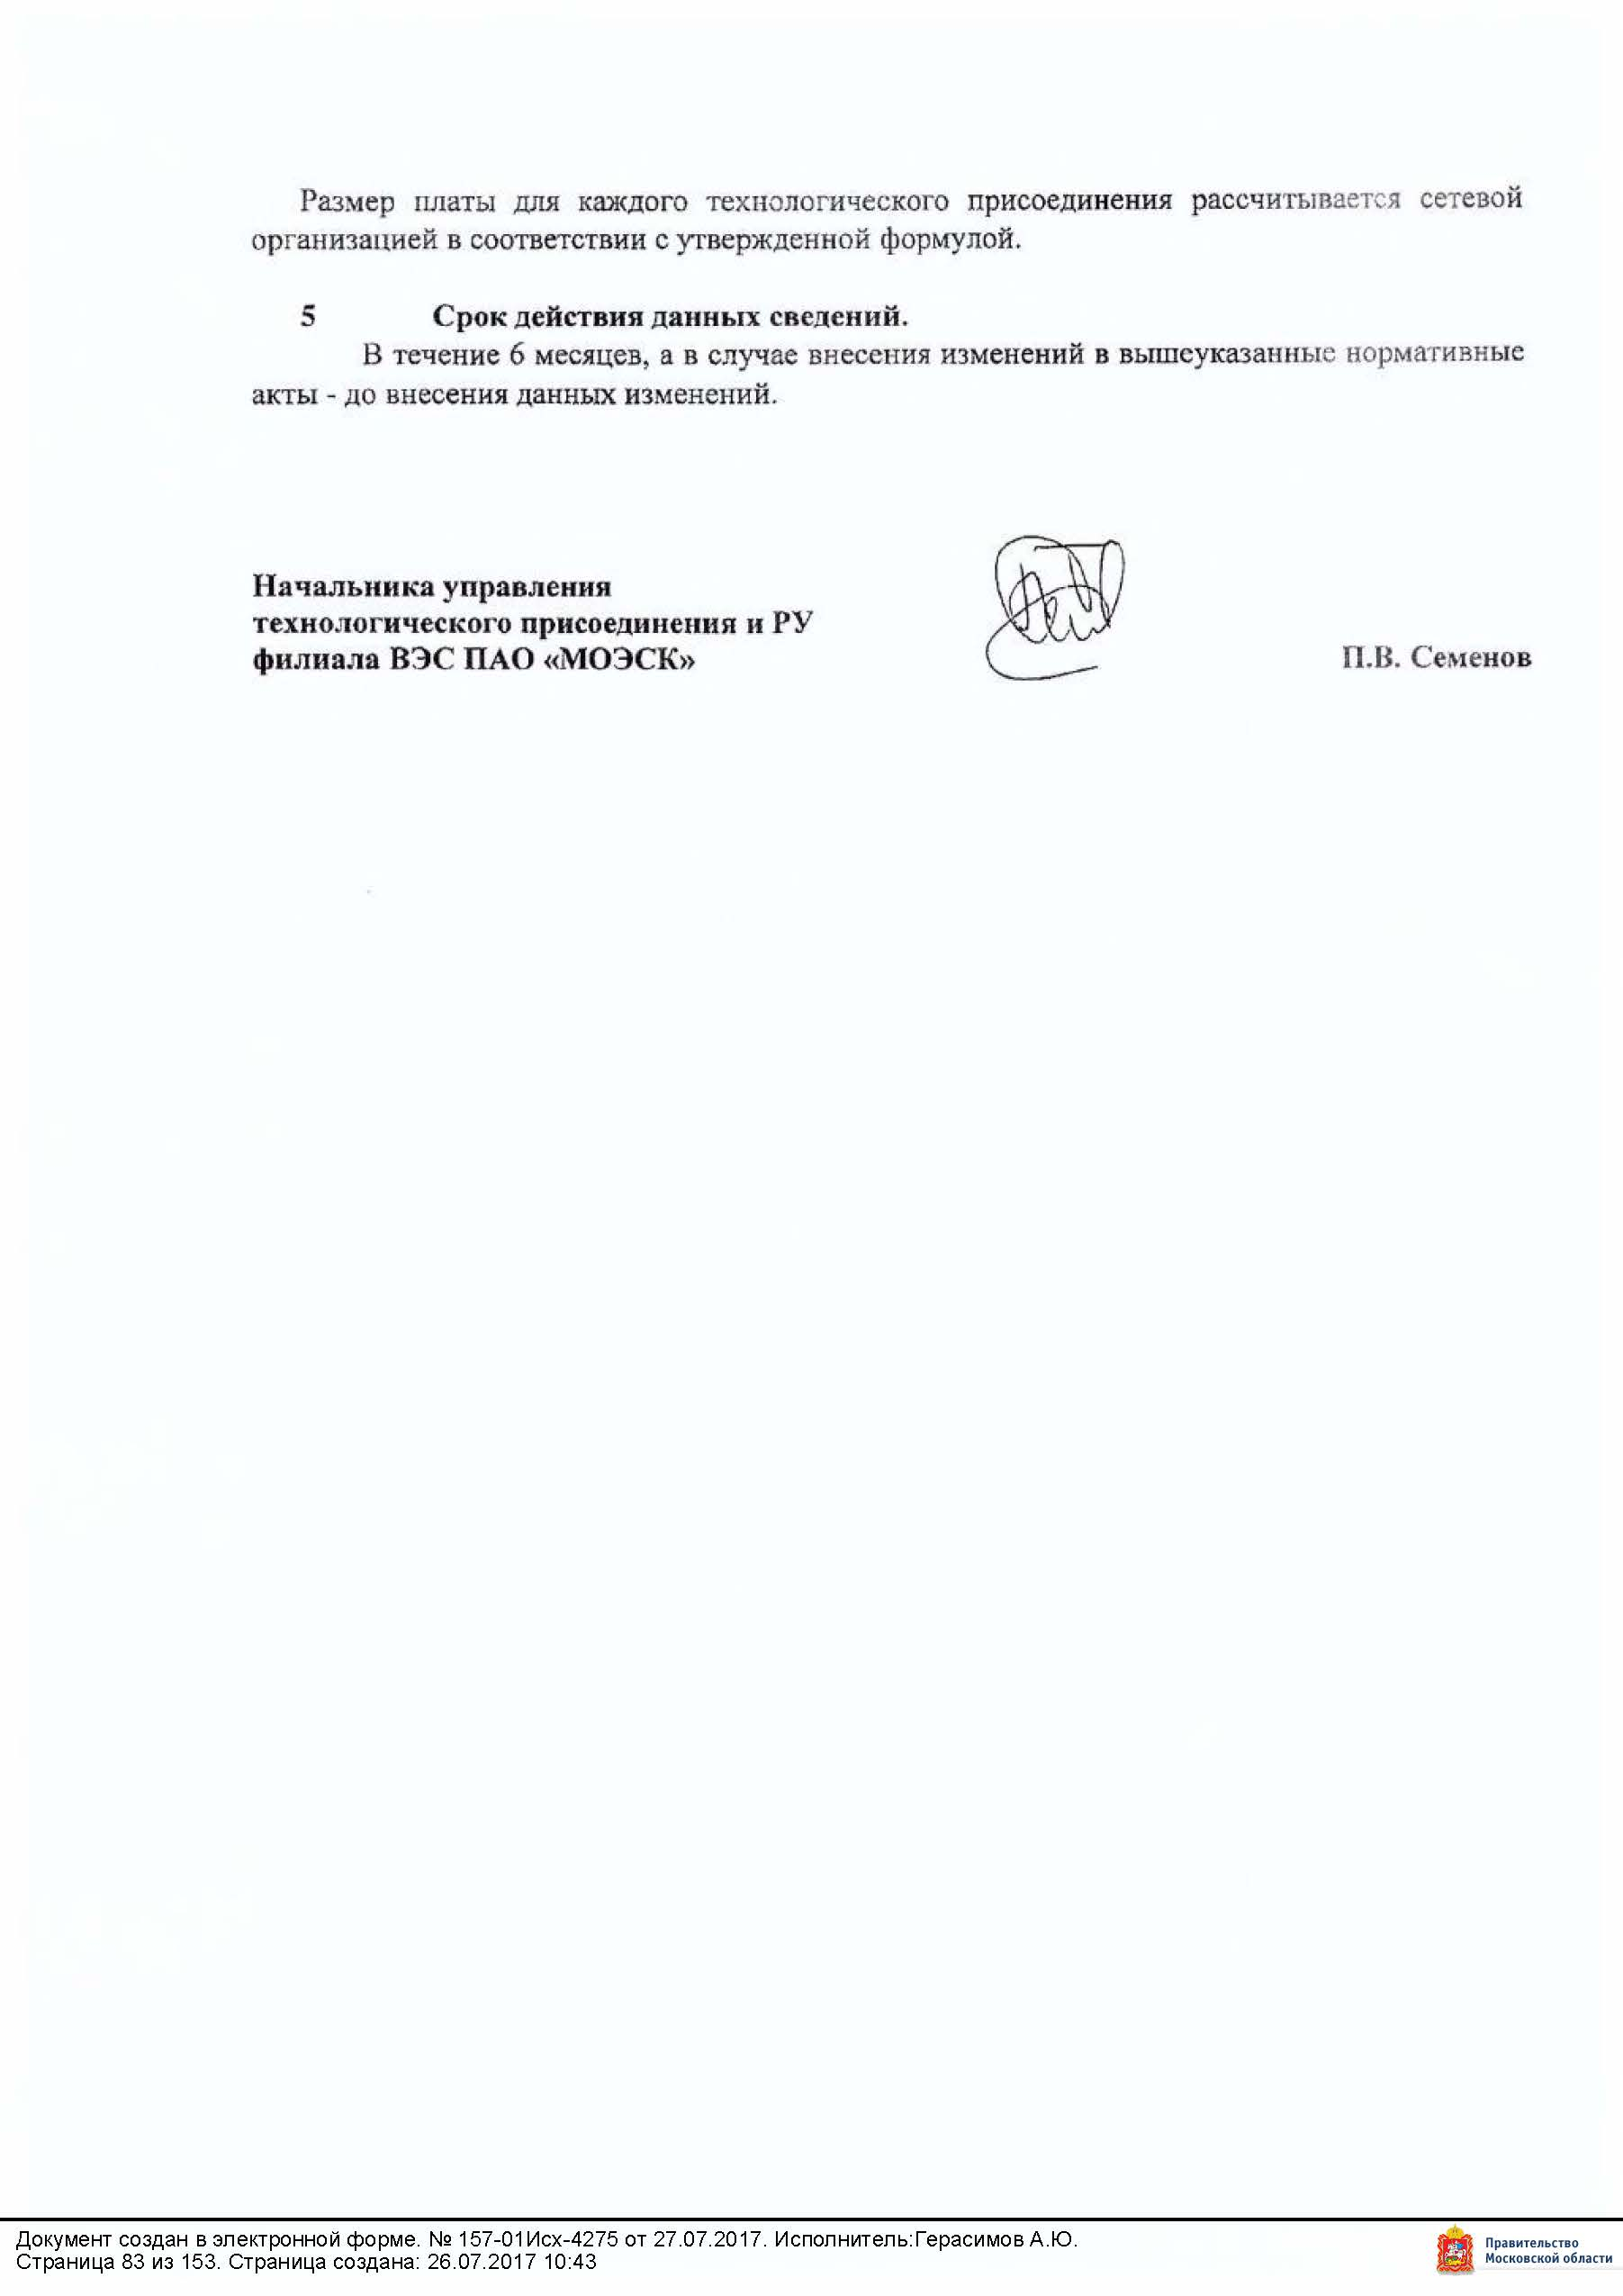 Размер платы для каждого технологического присоединения рассчитывается сетевой
организацией в соответствии с утвержденной формулой.
5 Срок действия данных сведений.
В течение 6 месяцев, а в случае внесения изменений в вышеуказанные нормативные
акты - до внесения данных изменений.
Начальника управления
технологического присоединения и РУ
филиала ВЭС ПАО «МОЭСК»
П.В. Семенов
Документ создан в электронной форме. № 157-01Исх-4275 от 27.07.2017. Исполнитель:Герасимов А.Ю.
Страница 83 из 153. Страница создана: 26.07.2017 10:43
Правительство
Московской области